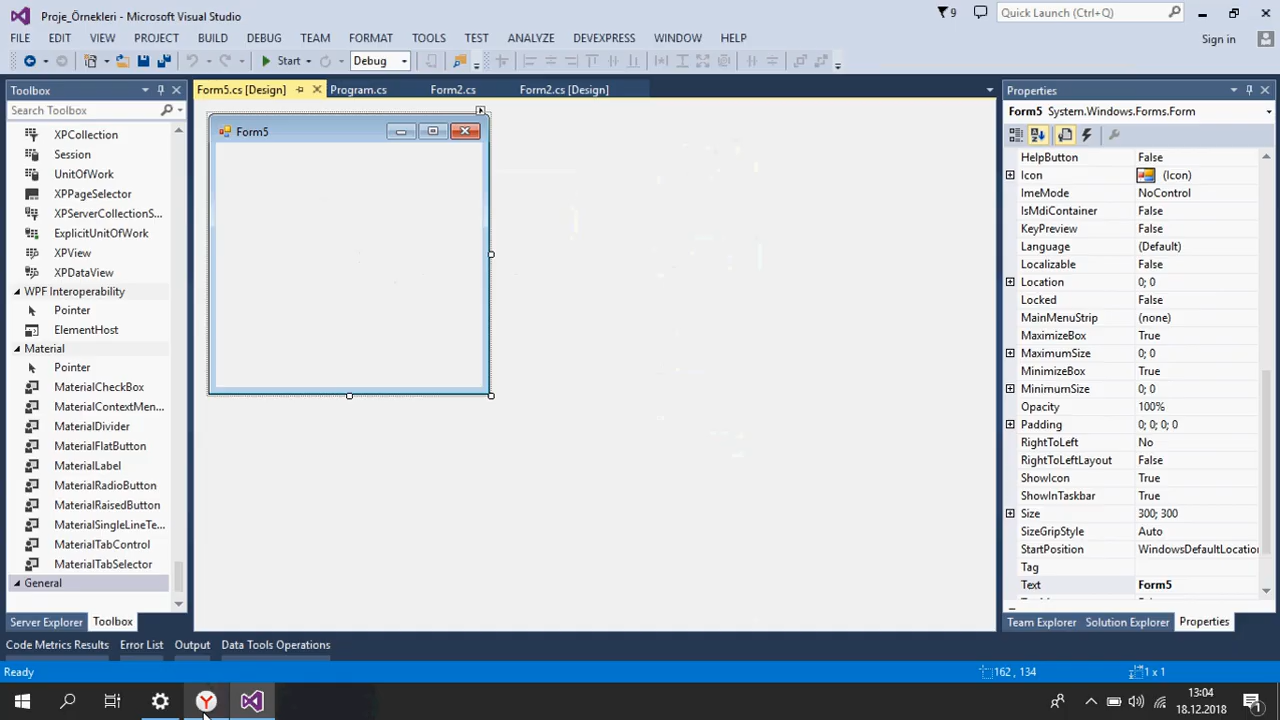 Proje_Örnekleri - Microsoft Visual Studio
9
Quick Launch (Ctrl+Q)
FILE EDIT VIEW PROJECT BUILD DEBUG TEAM FORMAT TOOLS TEST ANALYZE DEVEXPRESS WINDOW HELP
Sign in
Start Debug
Toolbox
Search Toolbox
XPCollection
Session
UnitOfWork
XPPageSelector
XPServerCollectionS...
ExplicitUnitOfWork
XPView
XPDataView
WPF Interoperability
Pointer
ElementHost
Material
Pointer
MaterialCheckBox
MaterialContextMen...
MaterialDivider
MaterialFlatButton
MaterialLabel
MaterialRadioButton
MaterialRaisedButton
MaterialSingleLineTe...
MaterialTabControl
MaterialTabSelector
General
Server Explorer Toolbox
Form5.cs [Design] Program.cs Form2.cs Form2.cs [Design]
Form5
Properties
Form5 System.Windows.Forms.Form
HelpButton False
Icon (Icon)
ImeMode NoControl
IsMdiContainer False
KeyPreview False
Language (Default)
Localizable False
Location 0; 0
Locked False
MainMenuStrip (none)
MaximizeBox True
MaximumSize 0; 0
MinimizeBox True
MinimumSize 0; 0
Opacity 100%
Padding 0; 0; 0; 0
RightToLeft No
RightToLeftLayout False
ShowIcon True
ShowInTaskbar True
Size 300; 300
SizeGripStyle Auto
StartPosition WindowsDefaultLocation
Tag
Text Form5
Team Explorer Solution Explorer Properties
Code Metrics Results Error List Output Data Tools Operations
Ready
162 , 134
1 x 1
13:04
18.12.2018
1